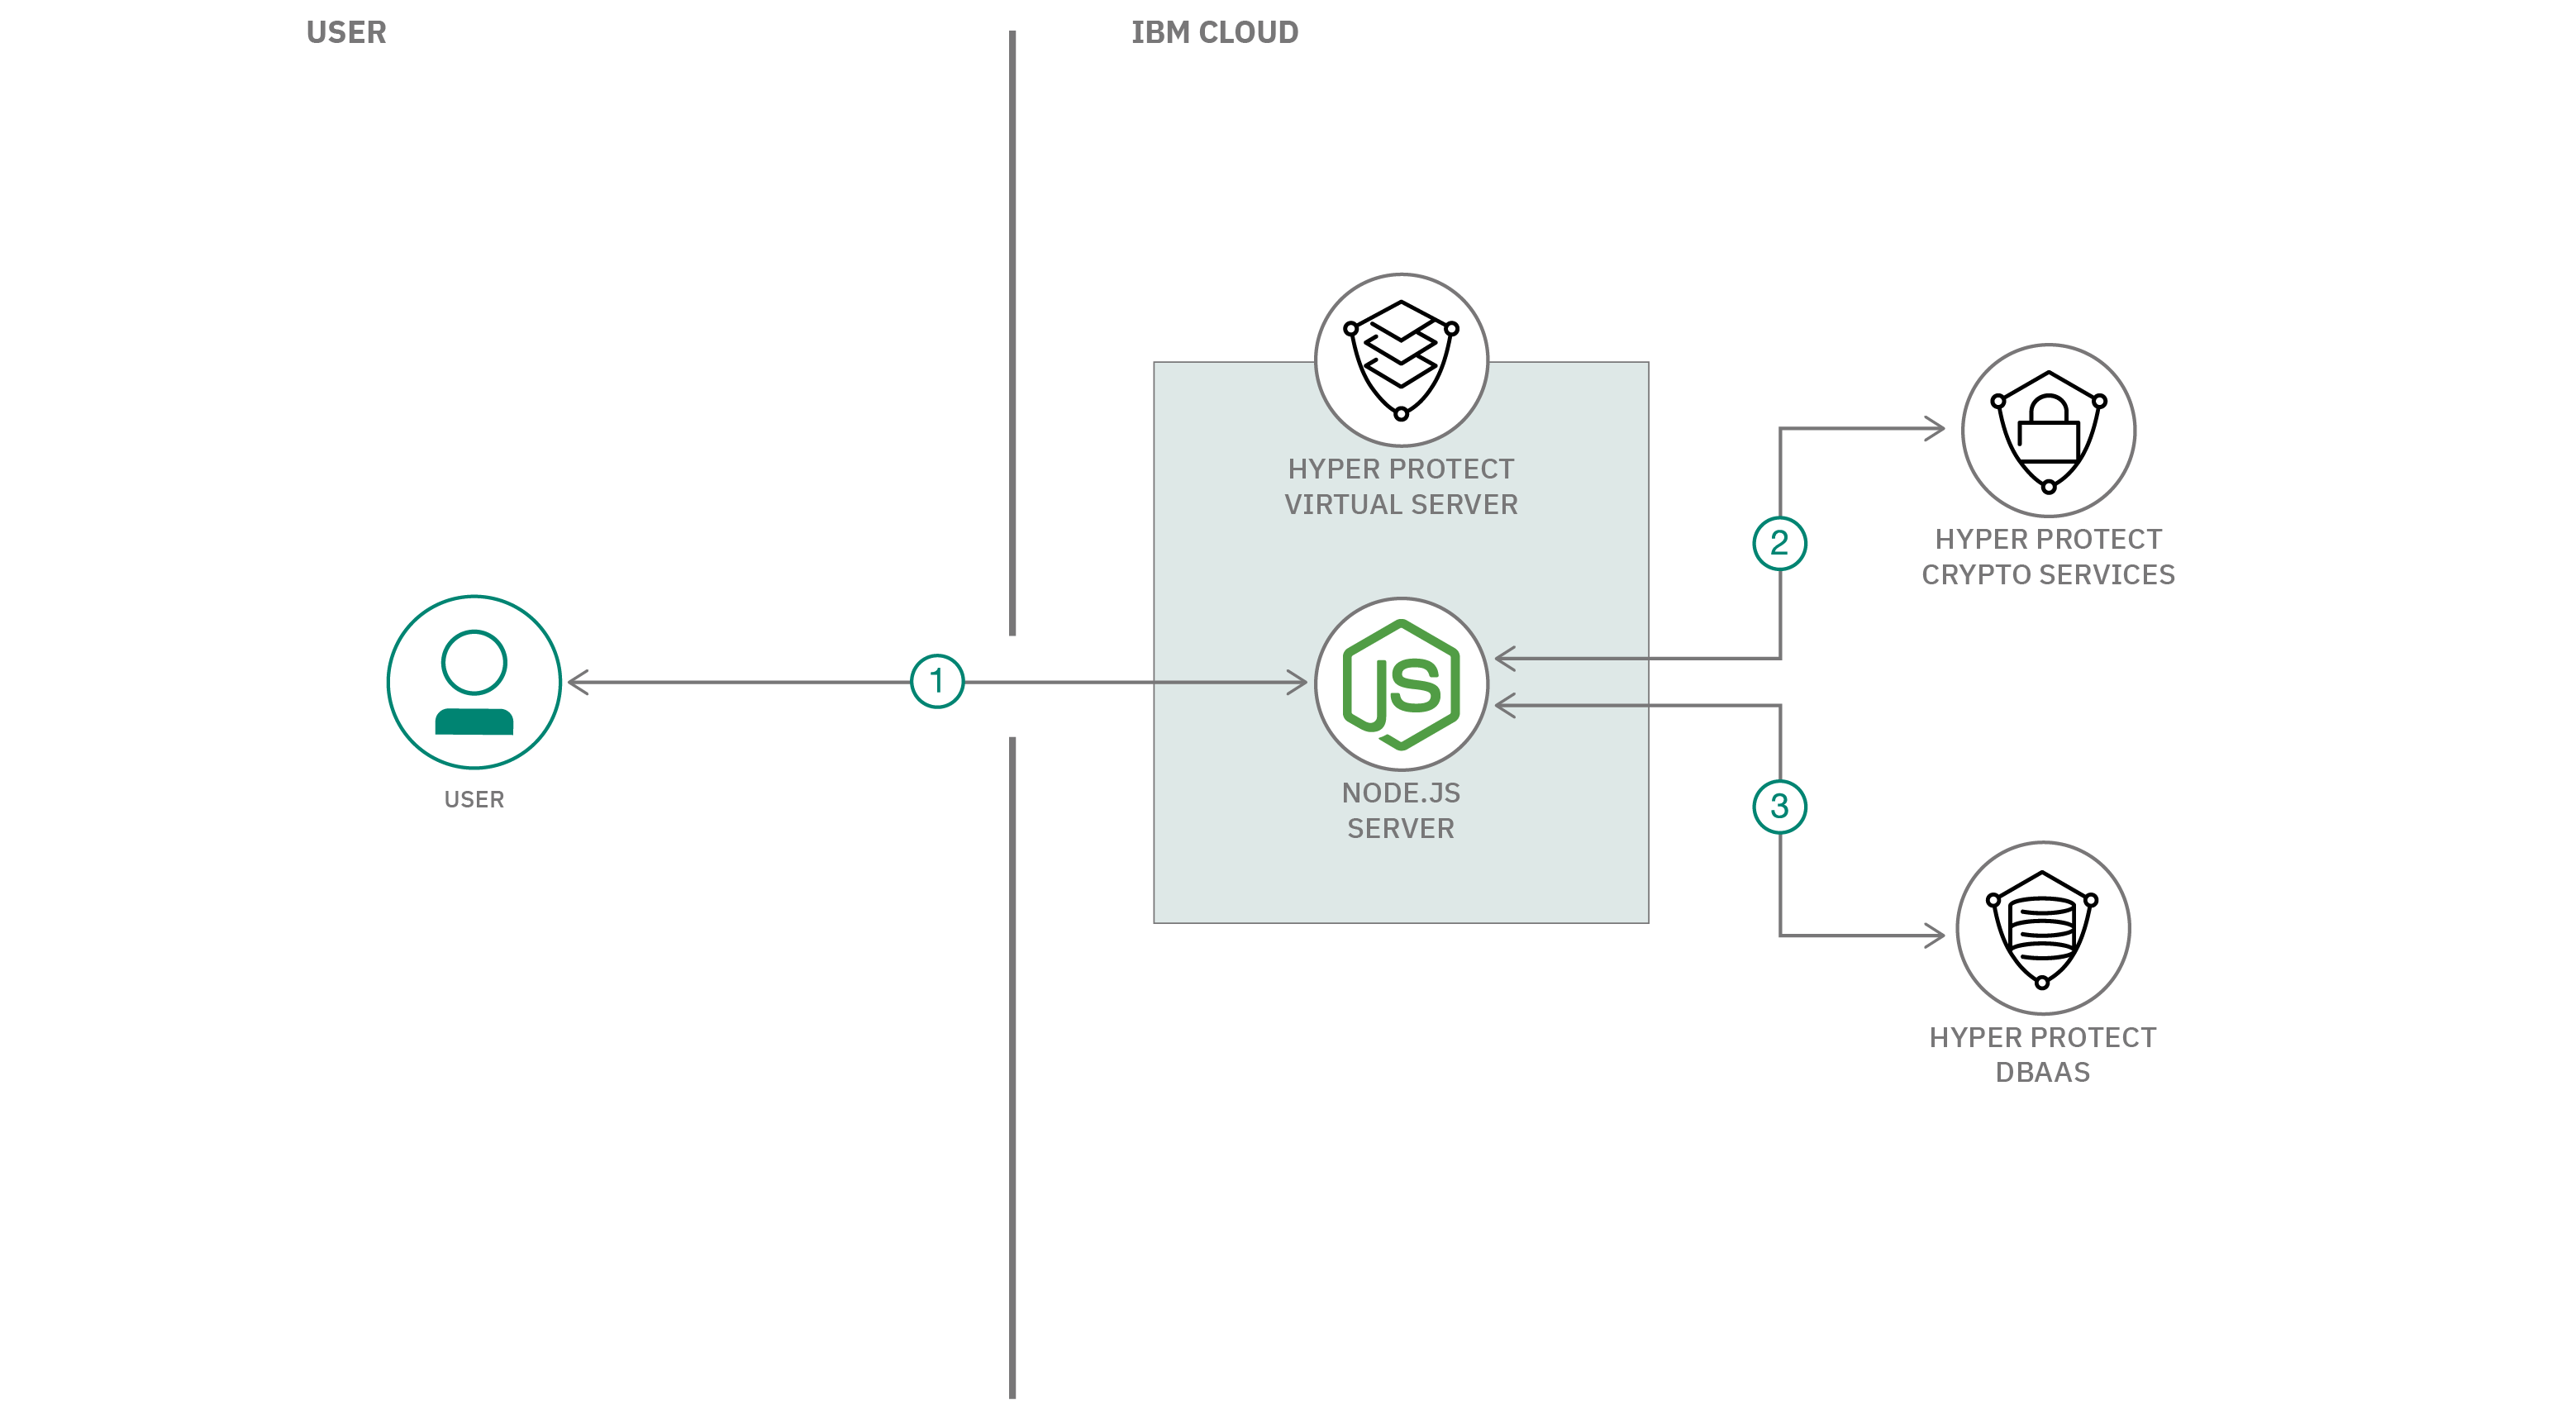 USER
IBM CLOUD
HYPER PROTECT
VIRTUAL SERVER
2
HYPER PROTECT
CRYPTO SERVICES
1
JS
USER
NODE.JS
SERVER
3
HYPER PROTECT
DBAAS